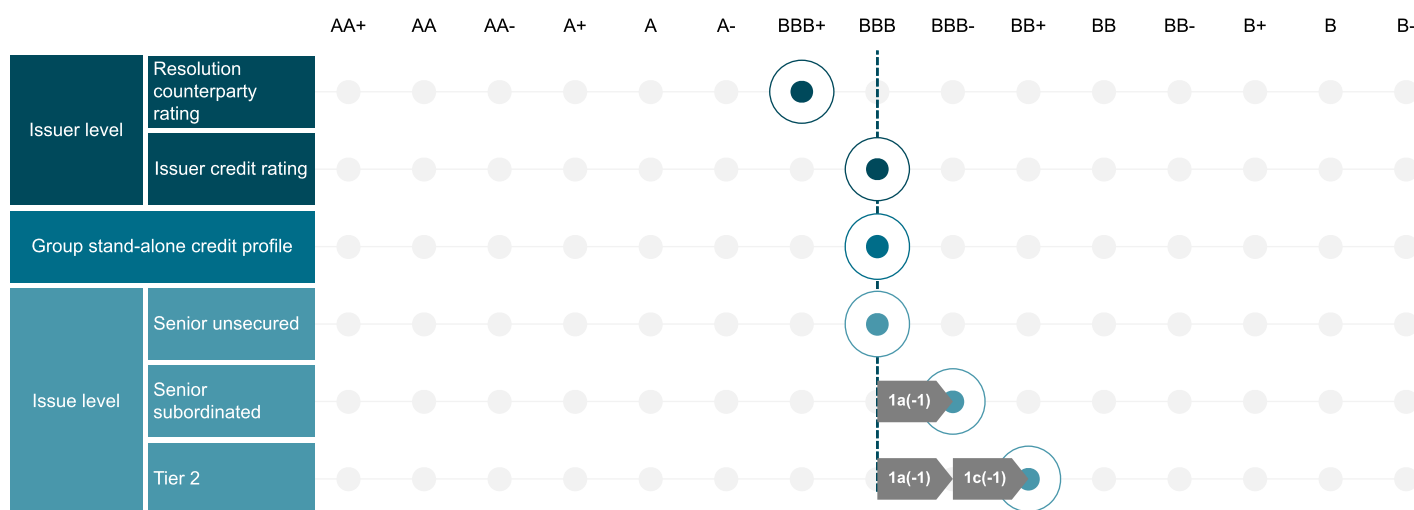 AA+ AA AA- A+ A A- BBB+ BBB BBB- BB+ BB BB- B+ B B-
Issuer level
Resolution
counterparty
rating
Issuer credit rating
Group stand-alone credit profile
Issue level
Senior unsecured
Senior
subordinated
1a(-1)
Tier 2
1a(-1) 1c(-1)